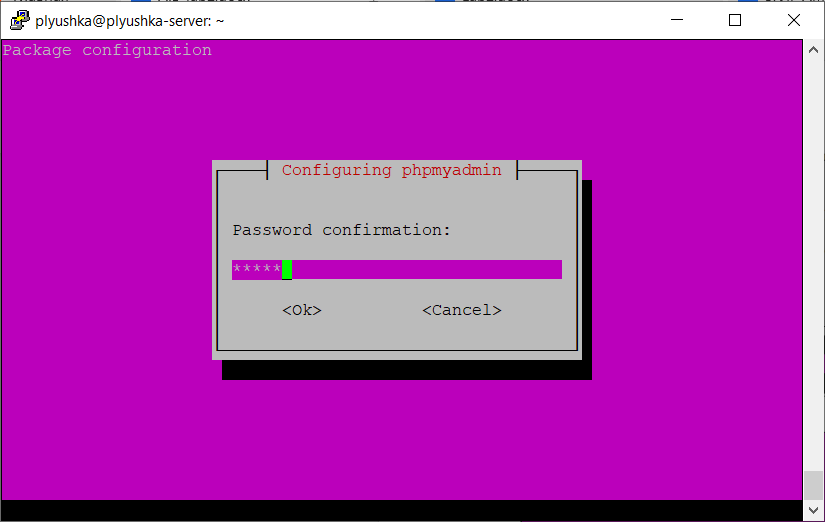 plyushka@plyushka-server: ~
Package configuration
Configuring phpmyadmin
Password confirmation:
*****
<Ok> <Cancel>